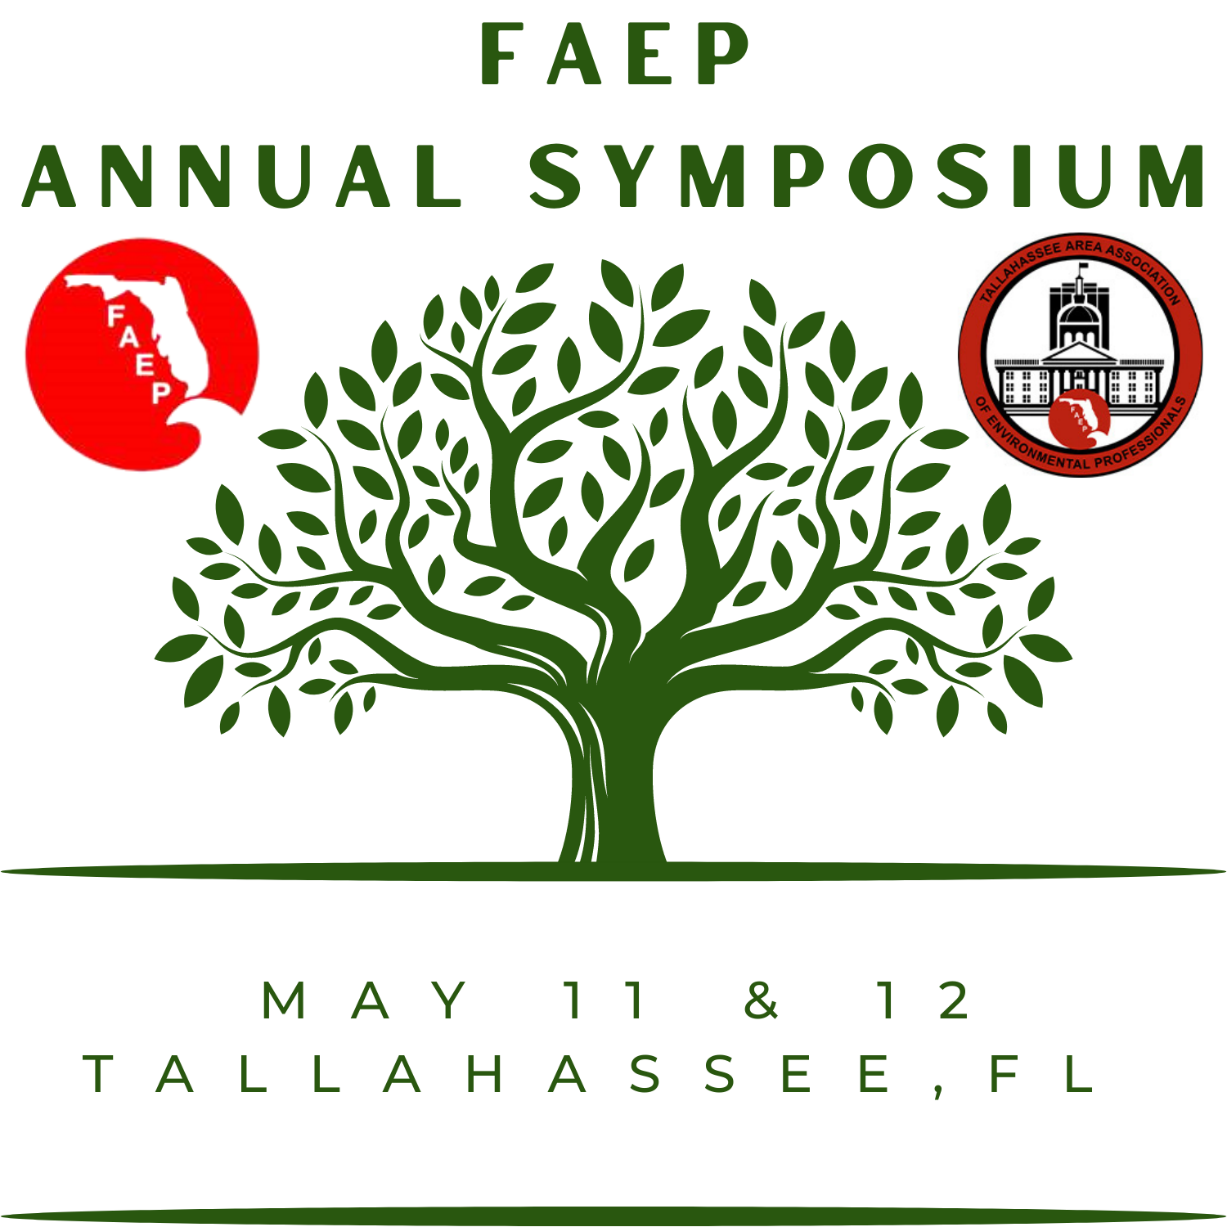 FAEP
ANNUAL SYMPOSIUM
F
A
E
P
TALLAHASSEE AREA ASSOCIATION
F
A
E
P
OF ENVIRONMENTAL PROFESSIONALS
MAY 11 & 12
TALLAHASSEE,FL